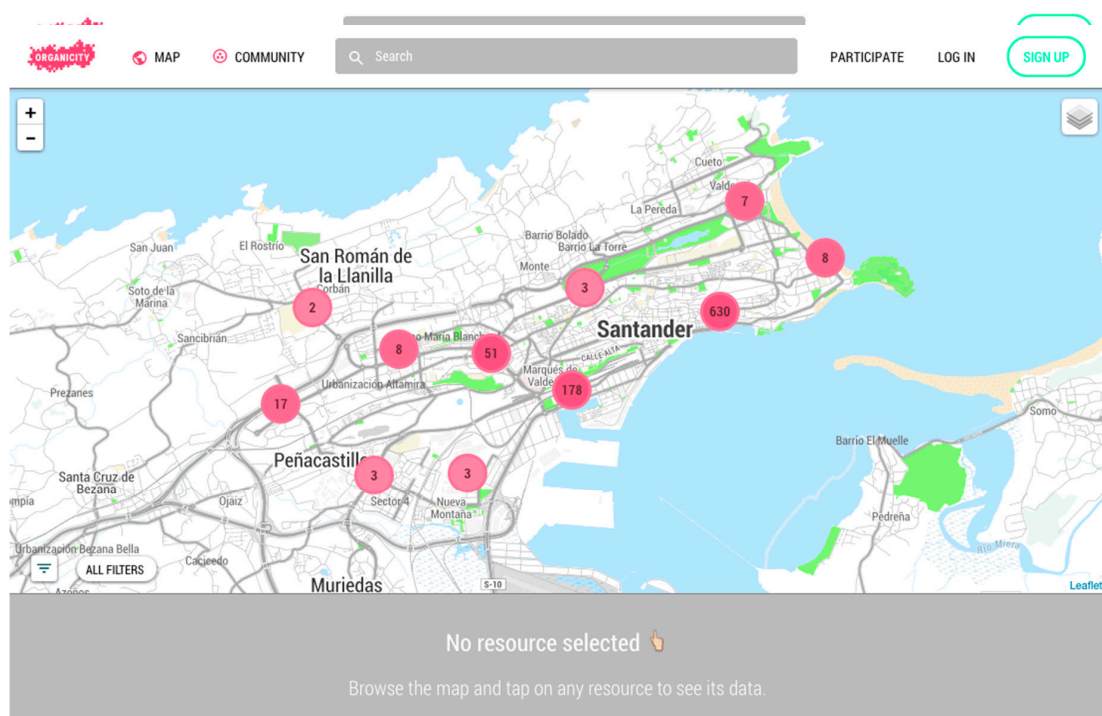 ORGANICITY
MAP
COMMUNITY
Search
PARTICIPATE
LOG IN
SIGN UP
+
−
Cueto
7
La Pereda
San Juan
El Rostrio
Barrio Bolado
Barrio La Torre
8
San Román de
la Llanilla
Corbán
Monte
3
Soto de la
Marina
2
630
Sancibrián
Santander
8
51
CALLE ALTA
Marqués de
Urbanización Altamira
178
Prezanes
17
Somo
Barrio El Muelle
Peñacastillo
3
3
Santa Cruz de
Bezana
Ojaiz
Sector 4
Nueva
Montaña
Pedreña
Río Miera
Urbanización Bezana Bella
Cacicedo
ALL FILTERS
Muriedas
S-10
Leaflet
No resource selected
Browse the map and tap on any resource to see its data.